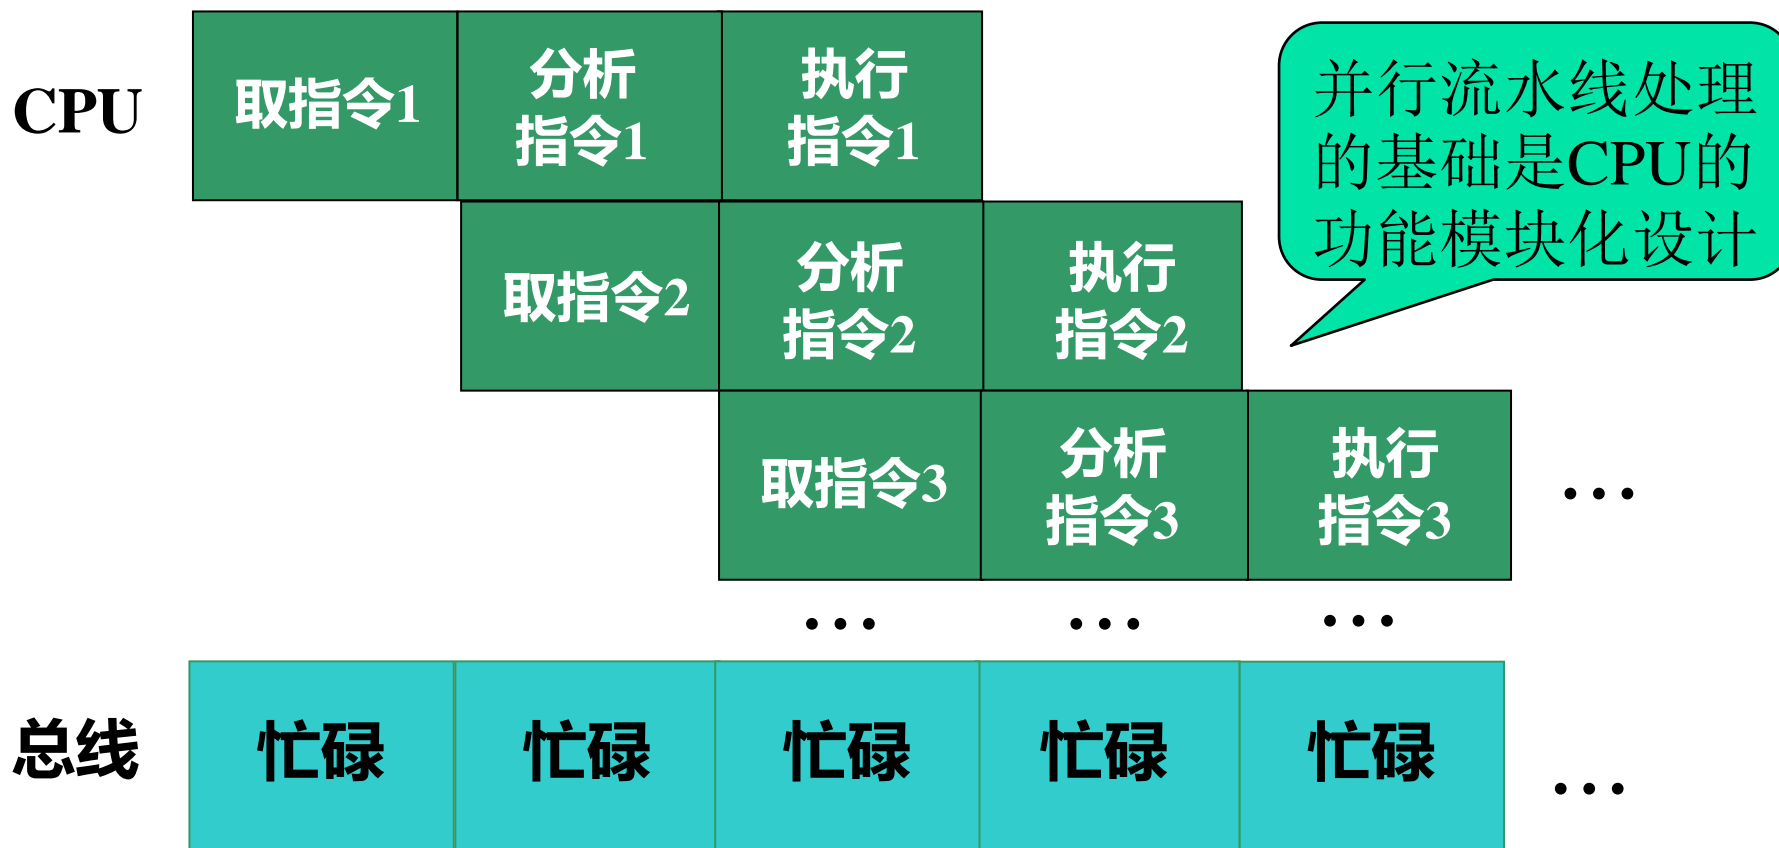 CPU
取指令1
分析
指令1
执行
指令1
并行流水线处理
的基础是CPU的
功能模块化设计
取指令2
分析
指令2
执行
指令2
取指令3
分析
指令3
执行
指令3
...
...
...
...
总线
忙碌
忙碌
忙碌
忙碌
忙碌
...